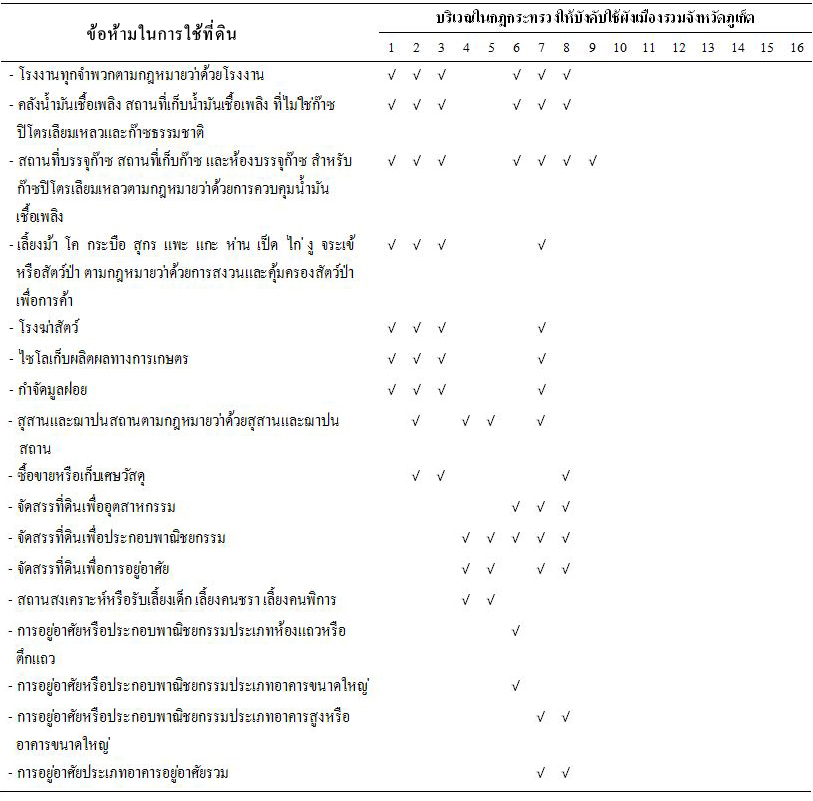 บริเวณในกฎกระทรวงให้บังคับใช้ผังเมืองรวมจังหวัดภูเก็ต
ข้อห้ามในการใช้ที่ดิน
1 2 3 4 5 6 7 8 9 10 11 12 13 14 15 16
- โรงงานทุกจำพวกตามกฎหมายว่าด้วยโรงงาน √ √ √ √ √ √
- คลังน้ำมันเชื้อเพลิง สถานที่เก็บน้ำมันเชื้อเพลิง ที่ไม่ใช่ก๊าซ √ √ √ √ √ √
ปิโตรเลียมเหลวและก๊าซธรรมชาติ
- สถานที่บรรจุก๊าซ สถานที่เก็บก๊าซ และห้องบรรจุก๊าซ สำหรับ √ √ √ √ √ √ √
ก๊าซปิโตรเลียมเหลวตามกฎหมายว่าด้วยการควบคุมน้ำมัน
เชื้อเพลิง
- เลี้ยงม้า โค กระบือ สุกร แพะ แกะ ห่าน เป็ด ไก่ งู จระเข้ √ √ √ √
หรือสัตว์ป่า ตามกฎหมายว่าด้วยการสงวนและคุ้มครองสัตว์ป่า
เพื่อการค้า
- โรงฆ่าสัตว์ √ √ √ √
- ไซโลเก็บผลิตผลทางการเกษตร √ √ √ √
- กำจัดมูลฝอย √ √ √ √
- สุสานและฌาปนสถานตามกฎหมายว่าด้วยสุสานและฌาปน √ √ √ √
สถาน
- ซื้อขายหรือเก็บเศษวัสดุ √ √ √
- จัดสรรที่ดินเพื่ออุตสาหกรรม √ √ √
- จัดสรรที่ดินเพื่อประกอบพาณิชยกรรม √ √ √ √ √
- จัดสรรที่ดินเพื่อการอยู่อาศัย √ √ √ √
- สถานสงเคราะห์หรือรับเลี้ยงเด็ก เลี้ยงคนชรา เลี้ยงคนพิการ √ √
- การอยู่อาศัยหรือประกอบพาณิชยกรรมประเภทห้องแถวหรือ √
ตึกแถว
- การอยู่อาศัยหรือประกอบพาณิชยกรรมประเภทอาคารขนาดใหญ่ √
- การอยู่อาศัยหรือประกอบพาณิชยกรรมประเภทอาคารสูงหรือ √ √
อาคารขนาดใหญ่
- การอยู่อาศัยประเภทอาคารอยู่อาศัยรวม √ √